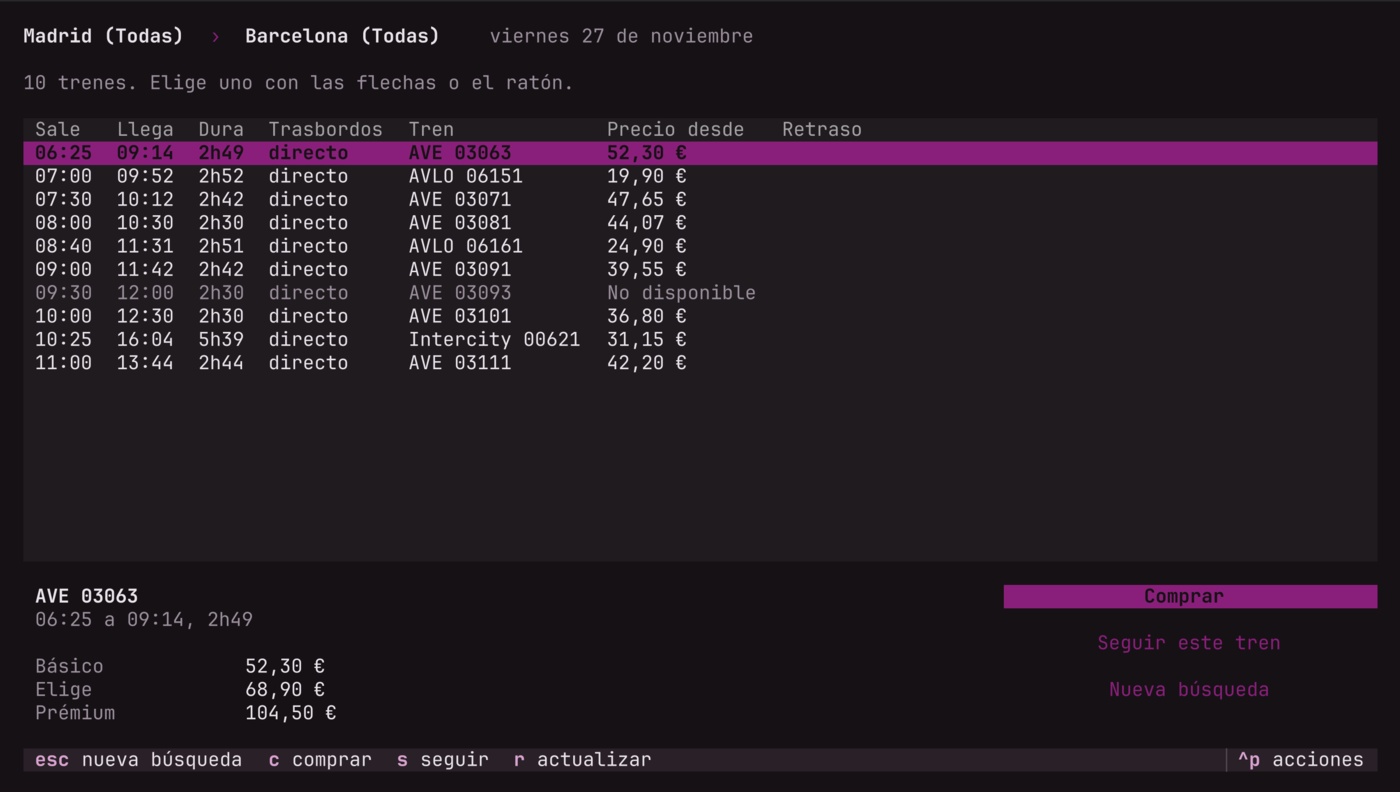 Madrid (Todas) › Barcelona (Todas) viernes 27 de noviembre
10 trenes. Elige uno con las flechas o el ratón.
Sale Llega Dura Trasbordos Tren Precio desde Retraso
06:25 09:14 2h49 directo AVE 03063 52,30 €
07:00 09:52 2h52 directo AVLO 06151 19,90 €
07:30 10:12 2h42 directo AVE 03071 47,65 €
08:00 10:30 2h30 directo AVE 03081 44,07 €
08:40 11:31 2h51 directo AVLO 06161 24,90 €
09:00 11:42 2h42 directo AVE 03091 39,55 €
09:30 12:00 2h30 directo AVE 03093 No disponible
10:00 12:30 2h30 directo AVE 03101 36,80 €
10:25 16:04 5h39 directo Intercity 00621 31,15 €
11:00 13:44 2h44 directo AVE 03111 42,20 €
AVE 03063
06:25 a 09:14, 2h49
Básico 52,30 €
Elige 68,90 €
Prémium 104,50 €
Comprar
Seguir este tren
Nueva búsqueda
esc nueva búsqueda c comprar s seguir r actualizar ^p acciones